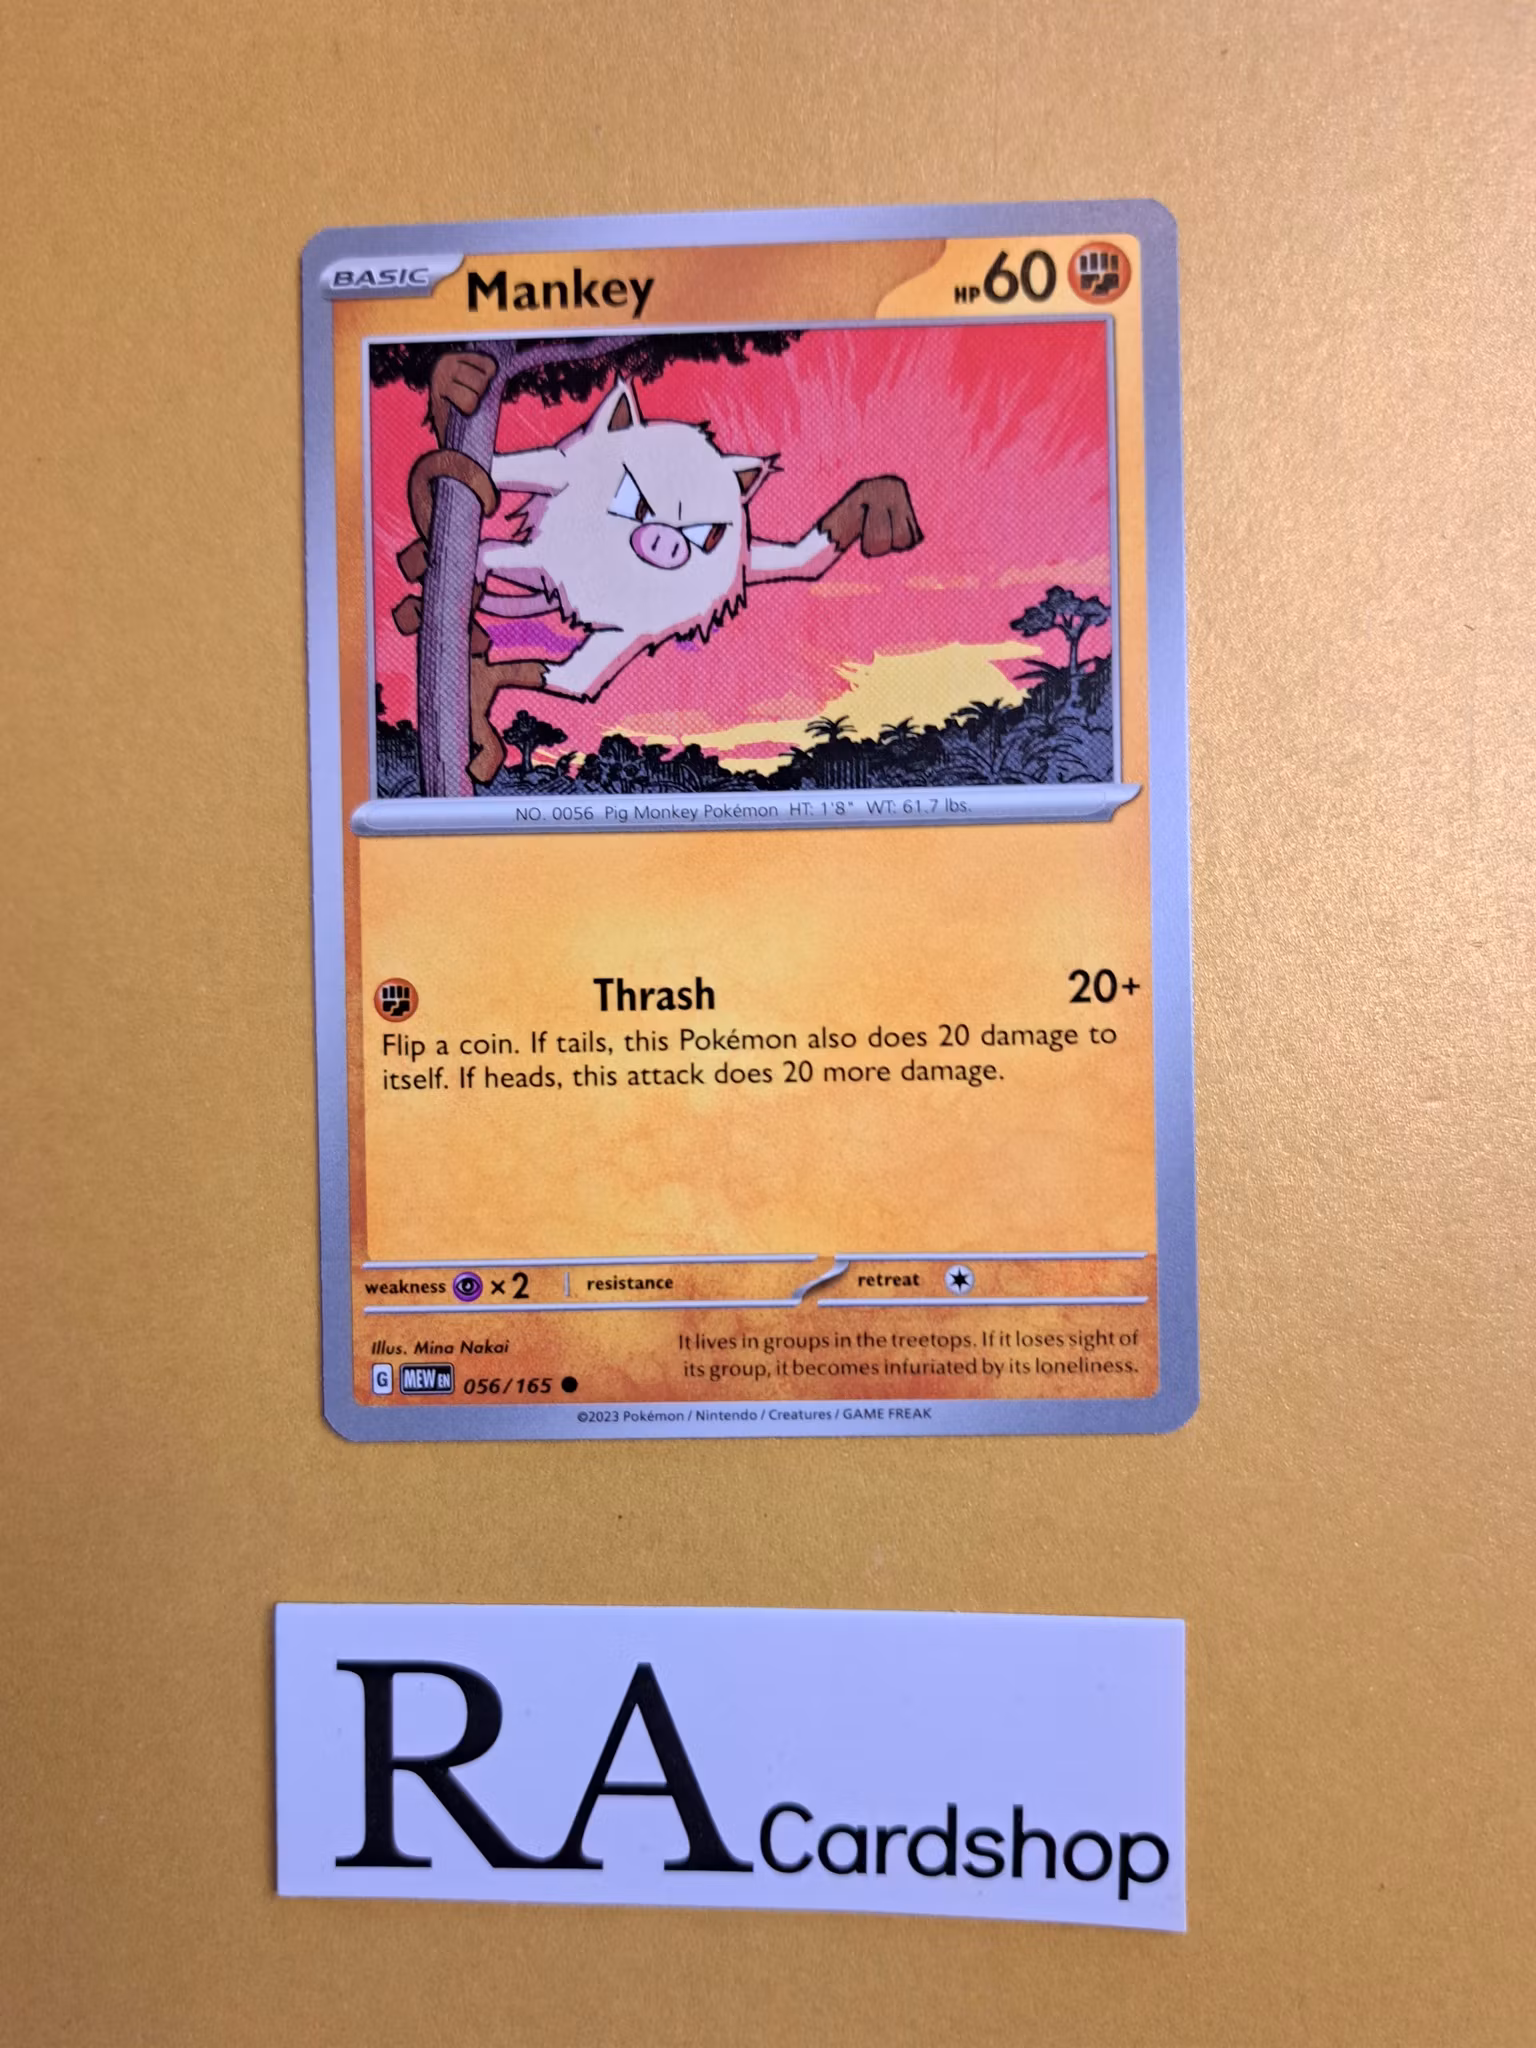 BASIC Mankey HP 60
NO. 0056 Pig Monkey Pokémon HT: 1'8" WT: 61.7 lbs.
Thrash 20+
Flip a coin. If tails, this Pokémon also does 20 damage to
itself. If heads, this attack does 20 more damage.
weakness ×2 resistance retreat
Illus. Mina Nakai
It lives in groups in the treetops. If it loses sight of
its group, it becomes infuriated by its loneliness.
G MEW EN 056/165
©2023 Pokémon / Nintendo / Creatures / GAME FREAK
RA Cardshop